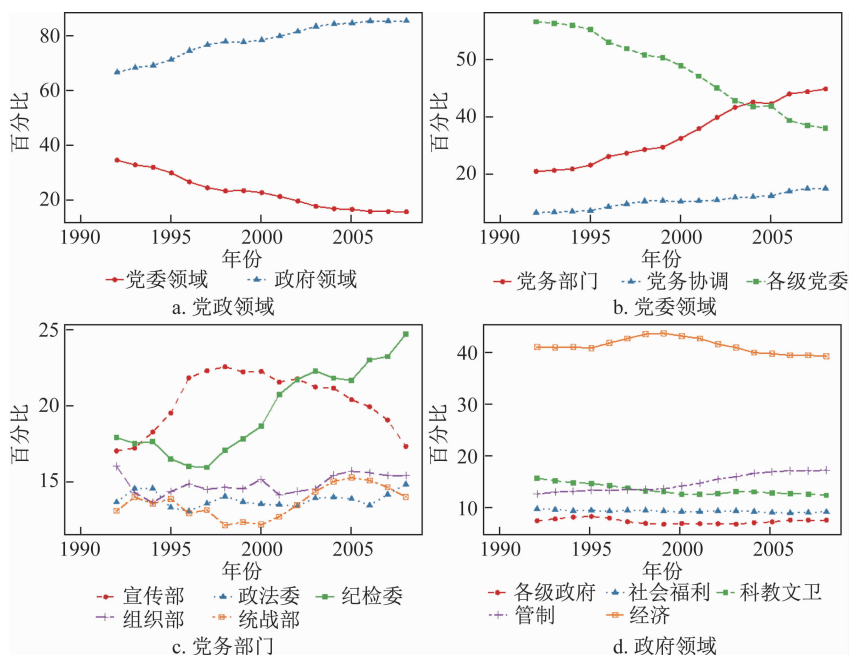 百分比
80
60
40
20
1990 1995 2000 2005
年份
党委领域 政府领域
a. 党政领域
百分比
50
40
20
1990 1995 2000 2005
年份
党务部门 党务协调 各级党委
b. 党委领域
百分比
25
20
15
1990 1995 2000 2005
年份
宣传部 政法委 纪检委
组织部 统战部
c. 党务部门
百分比
40
30
20
10
1990 1995 2000 2005
年份
各级政府 社会福利 科教文卫
管制 经济
d. 政府领域